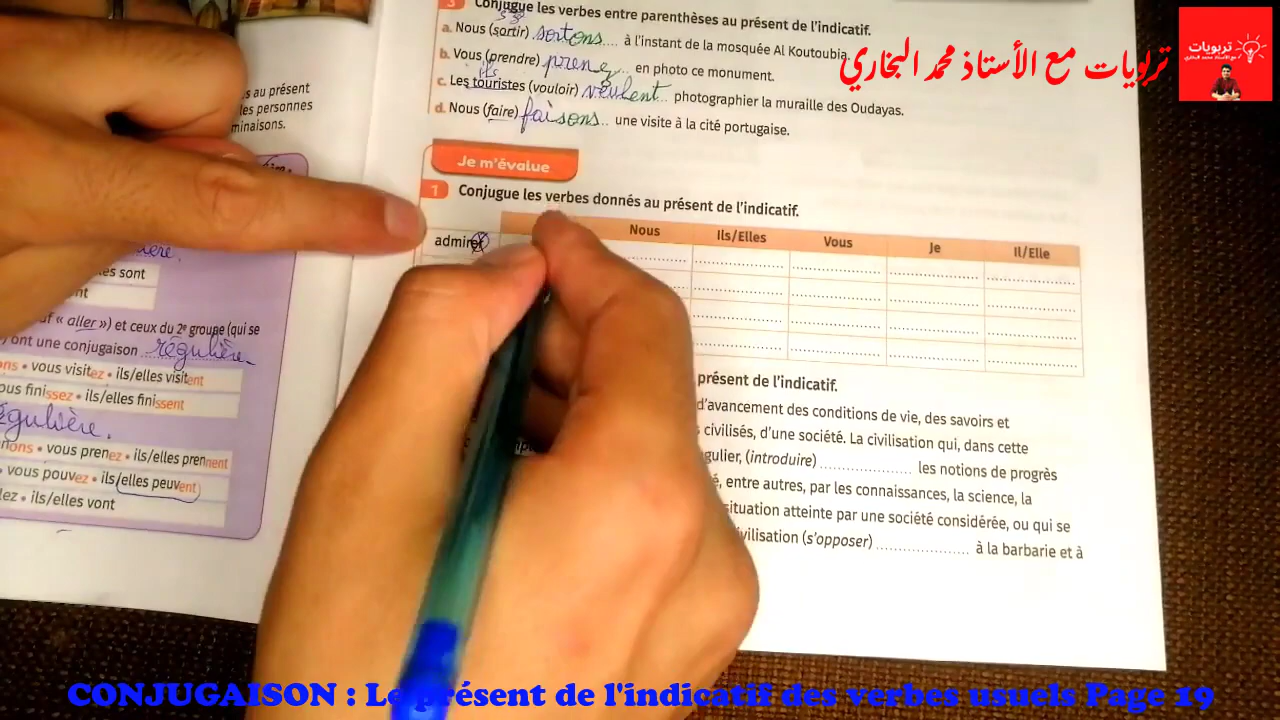 3 Conjugue les verbes entre parenthèses au présent de l'indicatif.
a. Nous (sortir) sortons.... à l'instant de la mosquée Al Koutoubia.
b. Vous (prendre) prenez... en photo ce monument.
ils
c. Les touristes (vouloir) veulent... photographier la muraille des Oudayas.
d. Nous (faire) faisons... une visite à la cité portugaise.
تربويات مع الأستاذ محمد البخاري
تربويات
au présent
les personnes
minaisons.
Je m'évalue
1 Conjugue les verbes donnés au présent de l'indicatif.
Nous Ils/Elles Vous Je Il/Elle
admirer
sont
« aller ») et ceux du 2e groupe (qui se
ont une conjugaison régulière
vous visitez • ils/elles visitent
finissez • ils/elles finissent
régulière.
vous prenez • ils/elles prennent
vous pouvez • ils/elles peuvent
ils/elles vont
présent de l'indicatif.
d'avancement des conditions de vie, des savoirs et
civilisés, d'une société. La civilisation qui, dans cette
(introduire) .................... les notions de progrès
entre autres, par les connaissances, la science, la
situation atteinte par une société considérée, ou qui se
(s'opposer) .................... à la barbarie et à
CONJUGAISON : Le présent de l'indicatif des verbes usuels Page 19